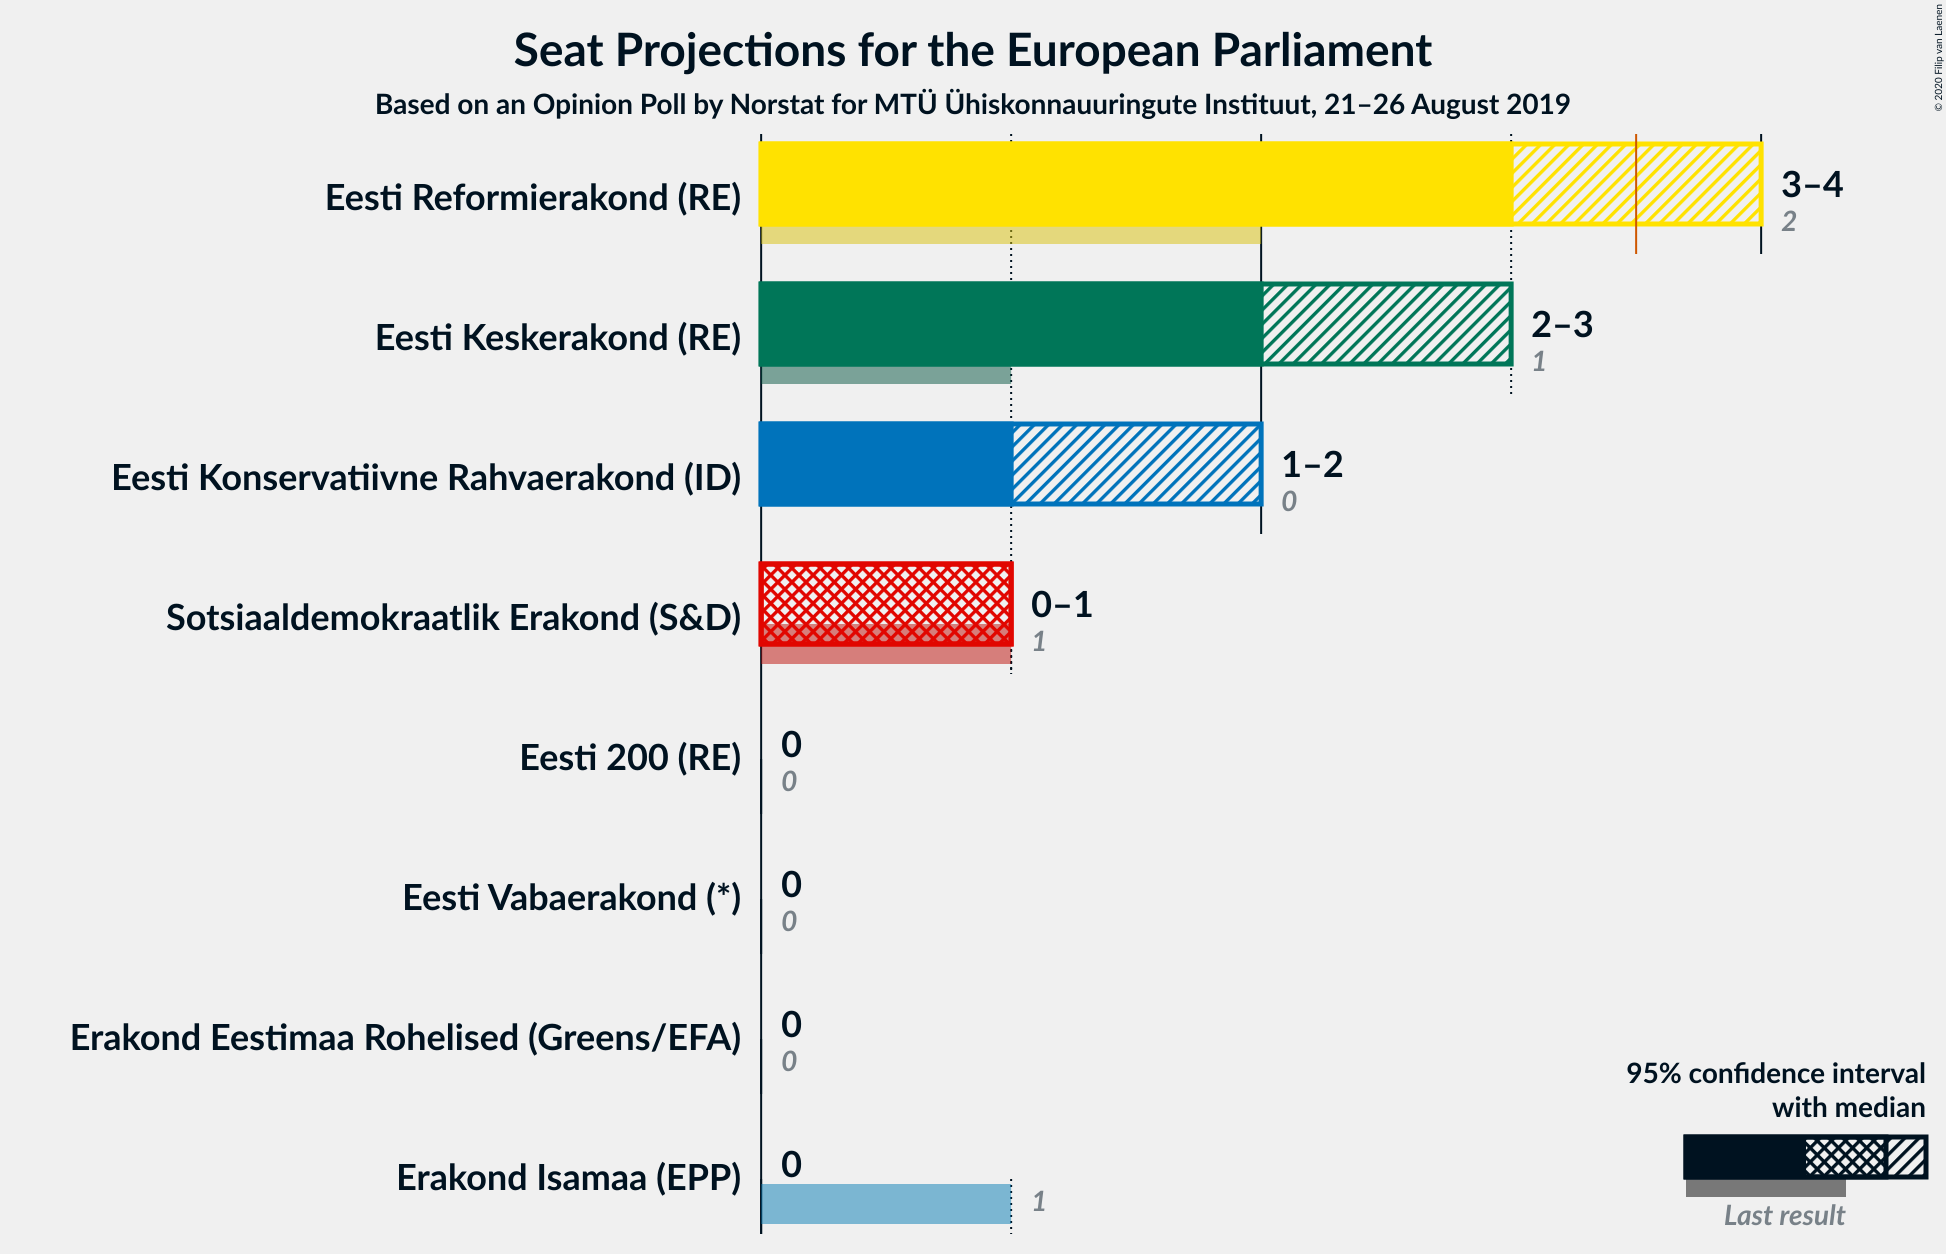 Seat Projections for the European Parliament
Based on an Opinion Poll by Norstat for MTÜ Ühiskonnauuringute Instituut, 21–26 August 2019
© 2020 Filip van Laenen
Eesti Reformierakond (RE)
3–4
2
Eesti Keskerakond (RE)
2–3
1
Eesti Konservatiivne Rahvaerakond (ID)
1–2
0
Sotsiaaldemokraatlik Erakond (S&D)
0–1
1
Eesti 200 (RE)
0
0
Eesti Vabaerakond (*)
0
0
Erakond Eestimaa Rohelised (Greens/EFA)
0
0
Erakond Isamaa (EPP)
0
1
95% confidence interval
with median
Last result